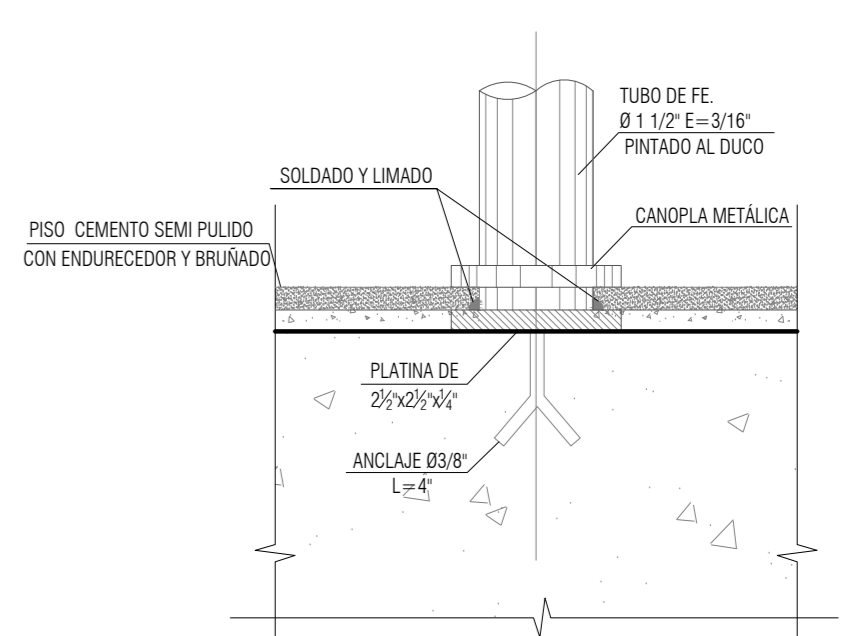 TUBO DE FE.
Ø 1 1/2" E=3/16"
PINTADO AL DUCO
SOLDADO Y LIMADO
CANOPLA METÁLICA
PISO CEMENTO SEMI PULIDO
CON ENDURECEDOR Y BRUÑADO
PLATINA DE
2½"x2½"x¼"
ANCLAJE Ø3/8"
L=4"